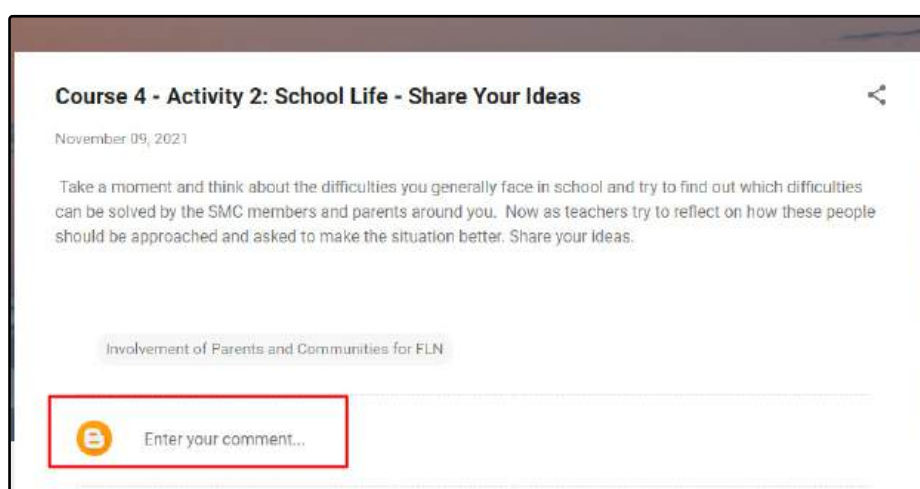 Course 4 - Activity 2: School Life - Share Your Ideas
November 09, 2021
Take a moment and think about the difficulties you generally face in school and try to find out which difficulties
can be solved by the SMC members and parents around you.  Now as teachers try to reflect on how these people
should be approached and asked to make the situation better. Share your ideas.
Involvement of Parents and Communities for FLN
Enter your comment...